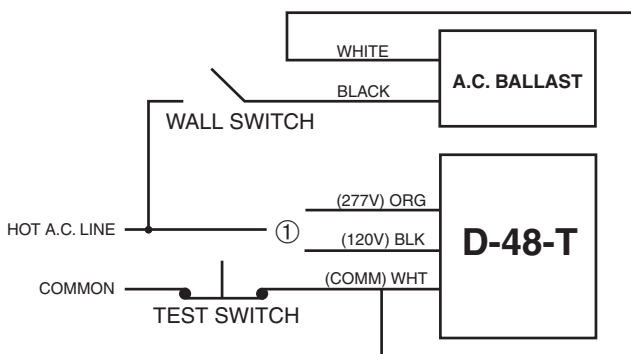 WHITE
A.C. BALLAST
BLACK
WALL SWITCH
(277V) ORG
HOT A.C. LINE
①
(120V) BLK
D-48-T
COMMON
(COMM) WHT
TEST SWITCH